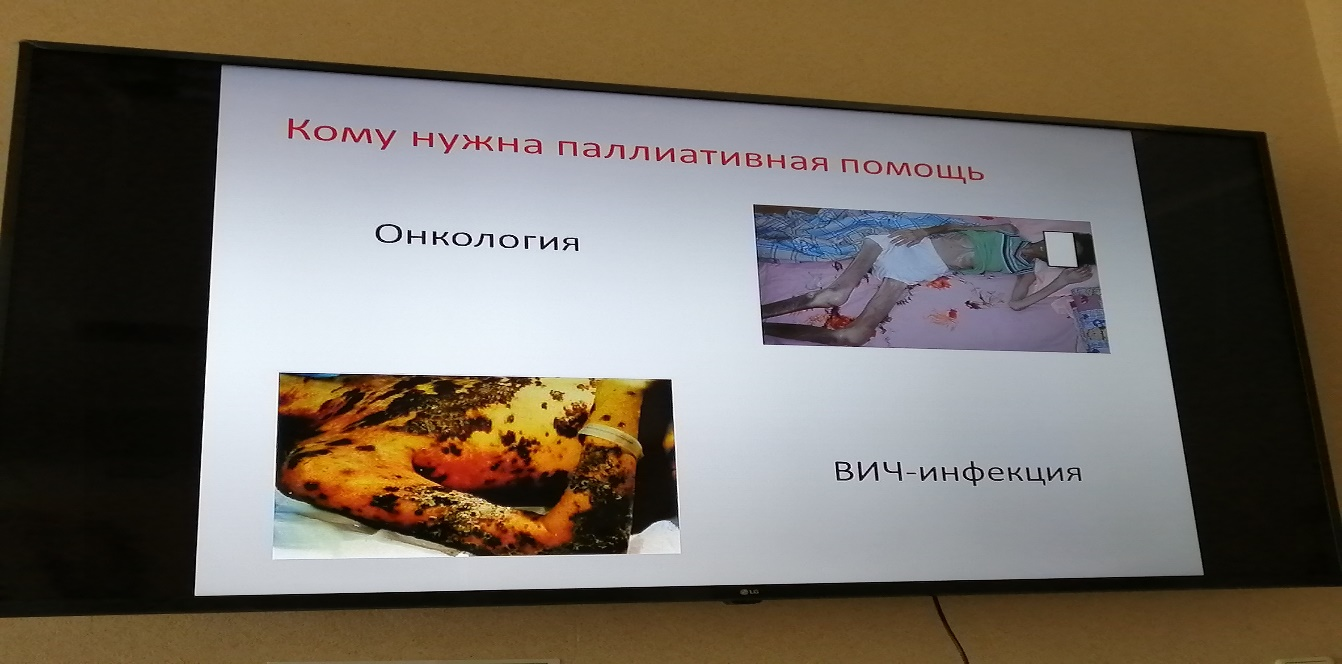 Кому нужна паллиативная помощь
Онкология
ВИЧ-инфекция
LG